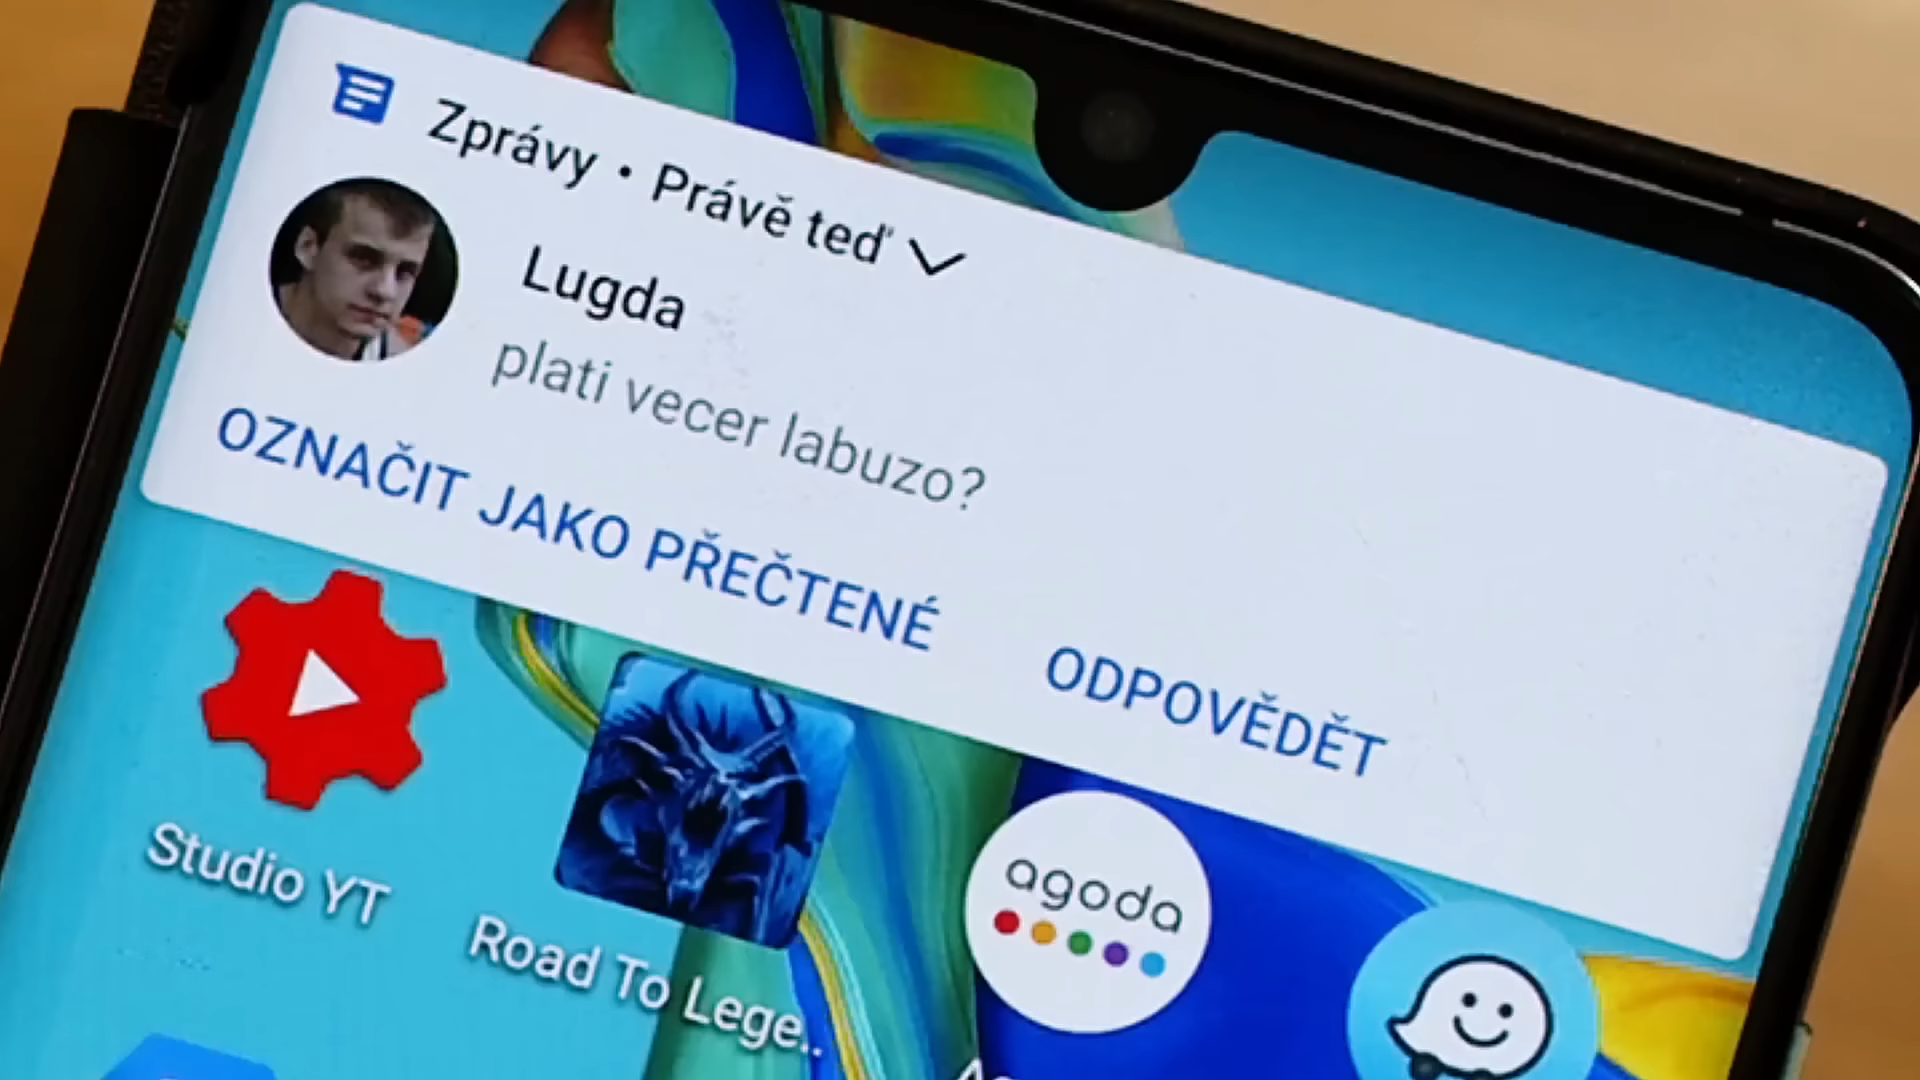 Zprávy • Právě teď
Lugda
plati vecer labuzo?
OZNAČIT JAKO PŘEČTENÉ
ODPOVĚDĚT
Studio YT
Road To Lege..
agoda